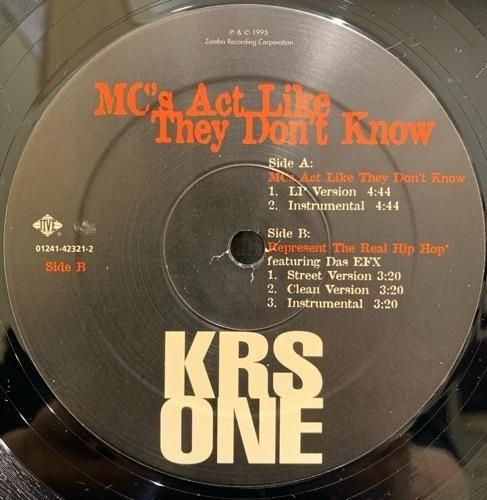 ℗ & © 1995
Zomba Recording Corporation
MC's Act Like
They Don't Know
Side A:
MC's Act Like They Don't Know
1. LP Version 4:44
2. Instrumental 4:44
Side B:
Represent The Real Hip Hop*
featuring Das EFX
1. Street Version 3:20
2. Clean Version 3:20
3. Instrumental 3:20
JIVE
01241-42321-2
Side B
KRS
ONE